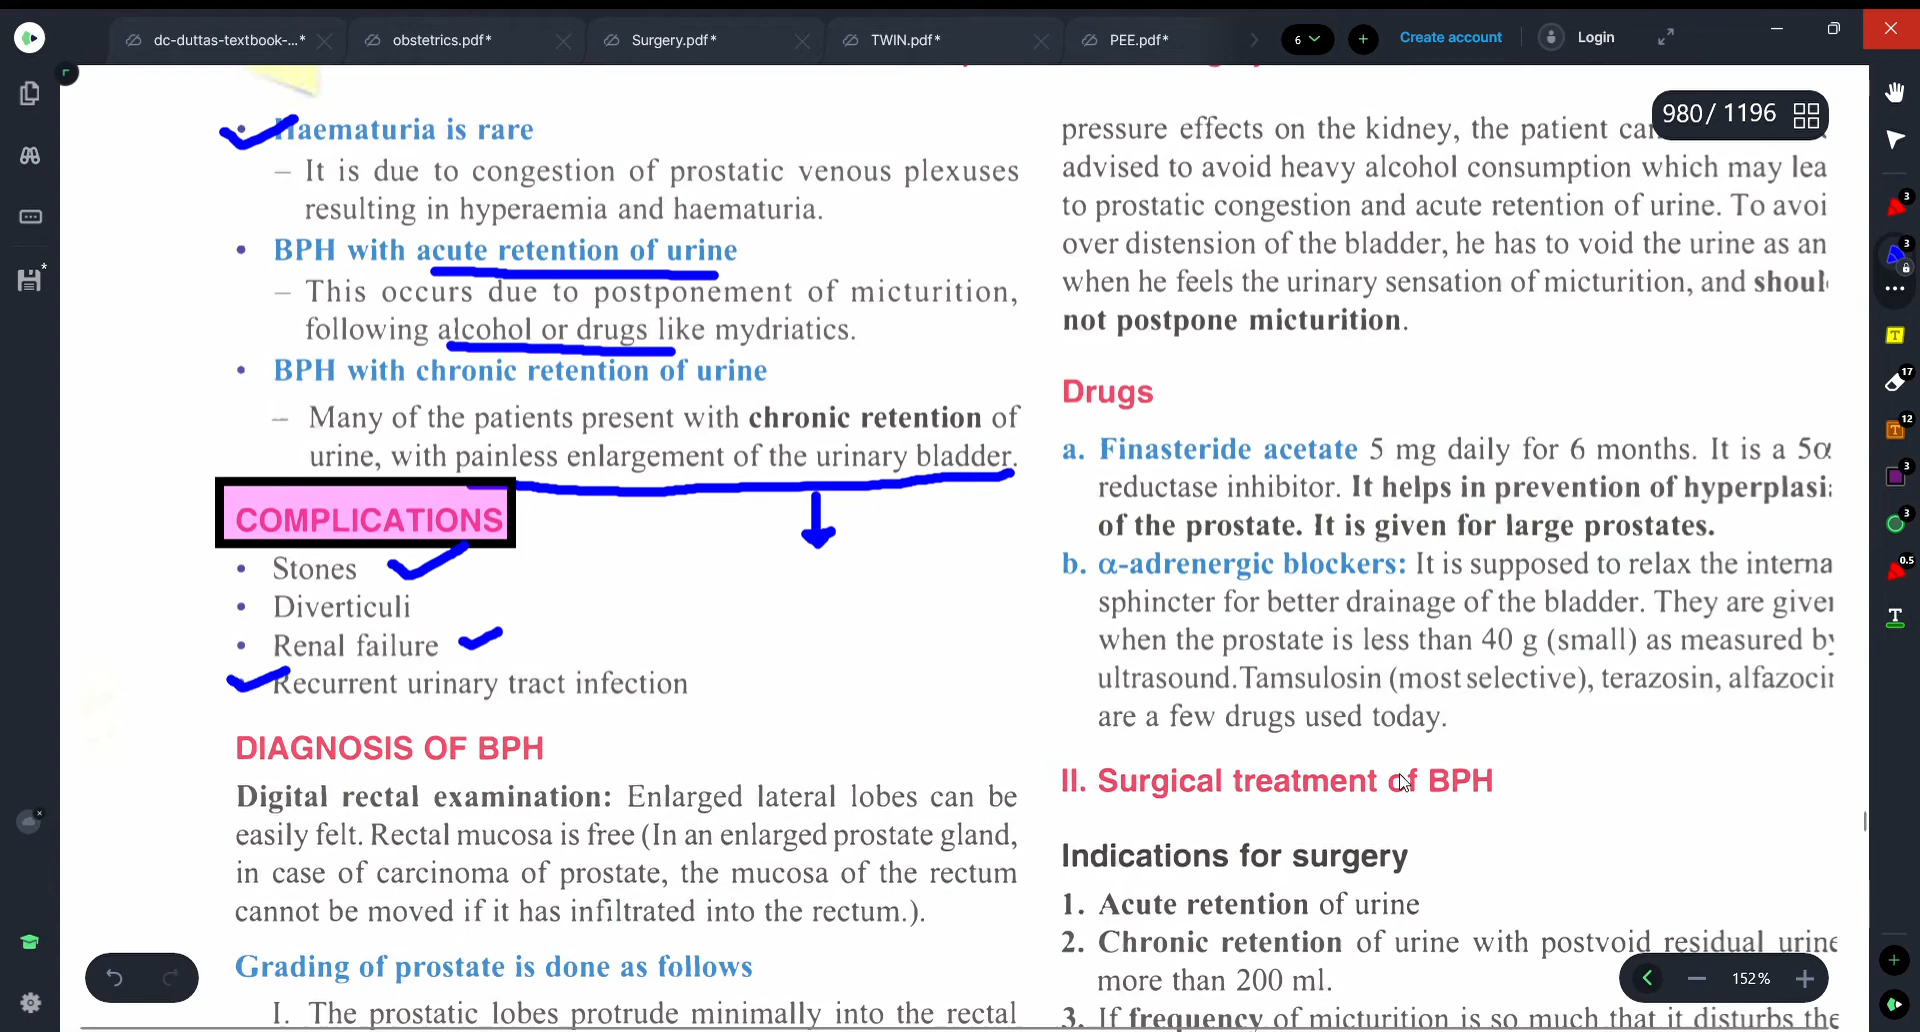 dc-duttas-textbook-...*
obstetrics.pdf*
Surgery.pdf*
TWIN.pdf*
PEE.pdf*
6
Create account
Login
980/ 1196
Haematuria is rare
– It is due to congestion of prostatic venous plexuses
resulting in hyperaemia and haematuria.
• BPH with acute retention of urine
– This occurs due to postponement of micturition,
following alcohol or drugs like mydriatics.
• BPH with chronic retention of urine
– Many of the patients present with chronic retention of
urine, with painless enlargement of the urinary bladder.
COMPLICATIONS
• Stones
• Diverticuli
• Renal failure
Recurrent urinary tract infection
DIAGNOSIS OF BPH
Digital rectal examination: Enlarged lateral lobes can be
easily felt. Rectal mucosa is free (In an enlarged prostate gland,
in case of carcinoma of prostate, the mucosa of the rectum
cannot be moved if it has infiltrated into the rectum.).
Grading of prostate is done as follows
I. The prostatic lobes protrude minimally into the rectal
pressure effects on the kidney, the patient can
advised to avoid heavy alcohol consumption which may lea
to prostatic congestion and acute retention of urine. To avoi
over distension of the bladder, he has to void the urine as an
when he feels the urinary sensation of micturition, and shoul
not postpone micturition.
Drugs
a. Finasteride acetate 5 mg daily for 6 months. It is a 5α
reductase inhibitor. It helps in prevention of hyperplasi
of the prostate. It is given for large prostates.
b. α-adrenergic blockers: It is supposed to relax the interna
sphincter for better drainage of the bladder. They are given
when the prostate is less than 40 g (small) as measured by
ultrasound. Tamsulosin (most selective), terazosin, alfazocin
are a few drugs used today.
II. Surgical treatment of BPH
Indications for surgery
1. Acute retention of urine
2. Chronic retention of urine with postvoid residual urine
more than 200 ml.
3. If frequency of micturition is so much that it disturbs the
152%
3
3
17
12
3
3
0.5